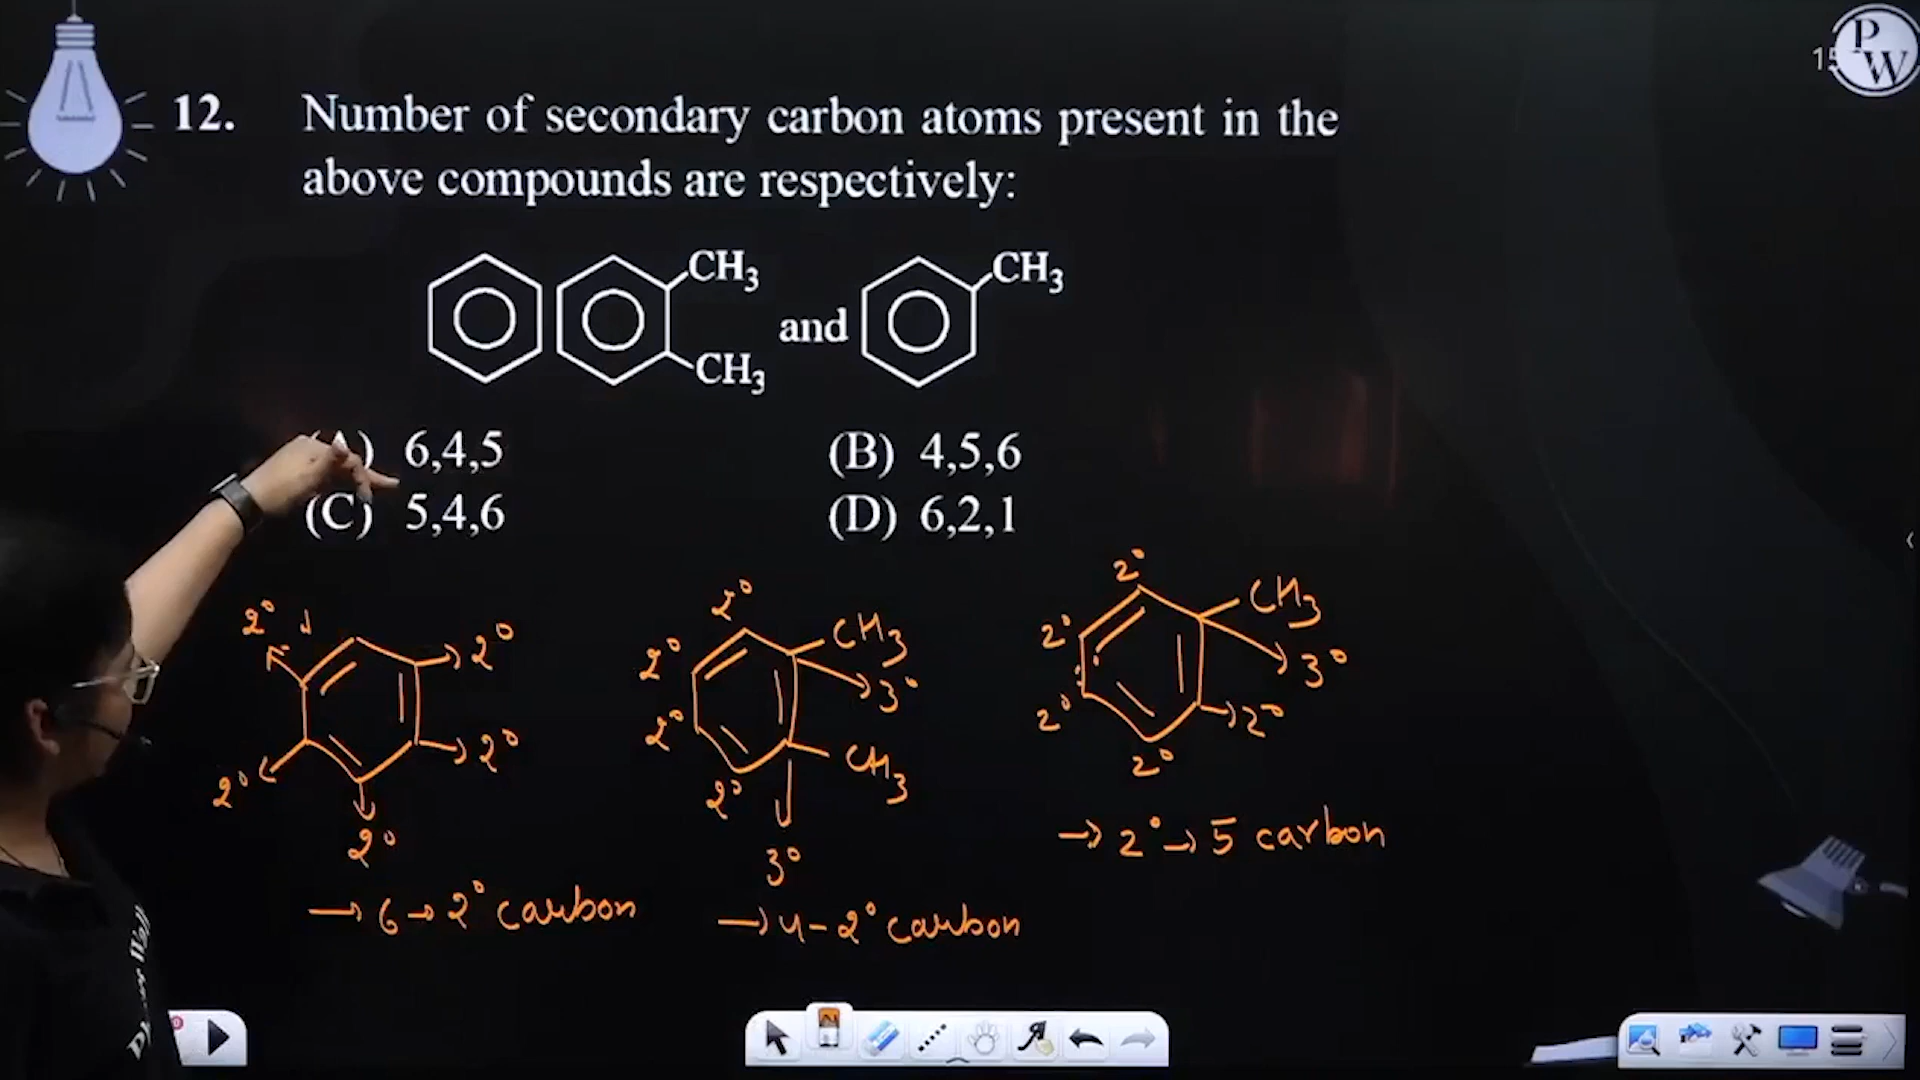 P
W
15
12. Number of secondary carbon atoms present in the
above compounds are respectively:
CH3
CH3
and
CH3
(A) 6,4,5
(B) 4,5,6
(C) 5,4,6
(D) 6,2,1
2° 2° 2° 2° 2°
→ 6 → 2° carbon
2° 2° 2° 2° CH3 3° CH3 3°
→ 4 - 2° carbon
2° 2° 2° 2° 2° CH3 3°
→ 2° → 5 carbon